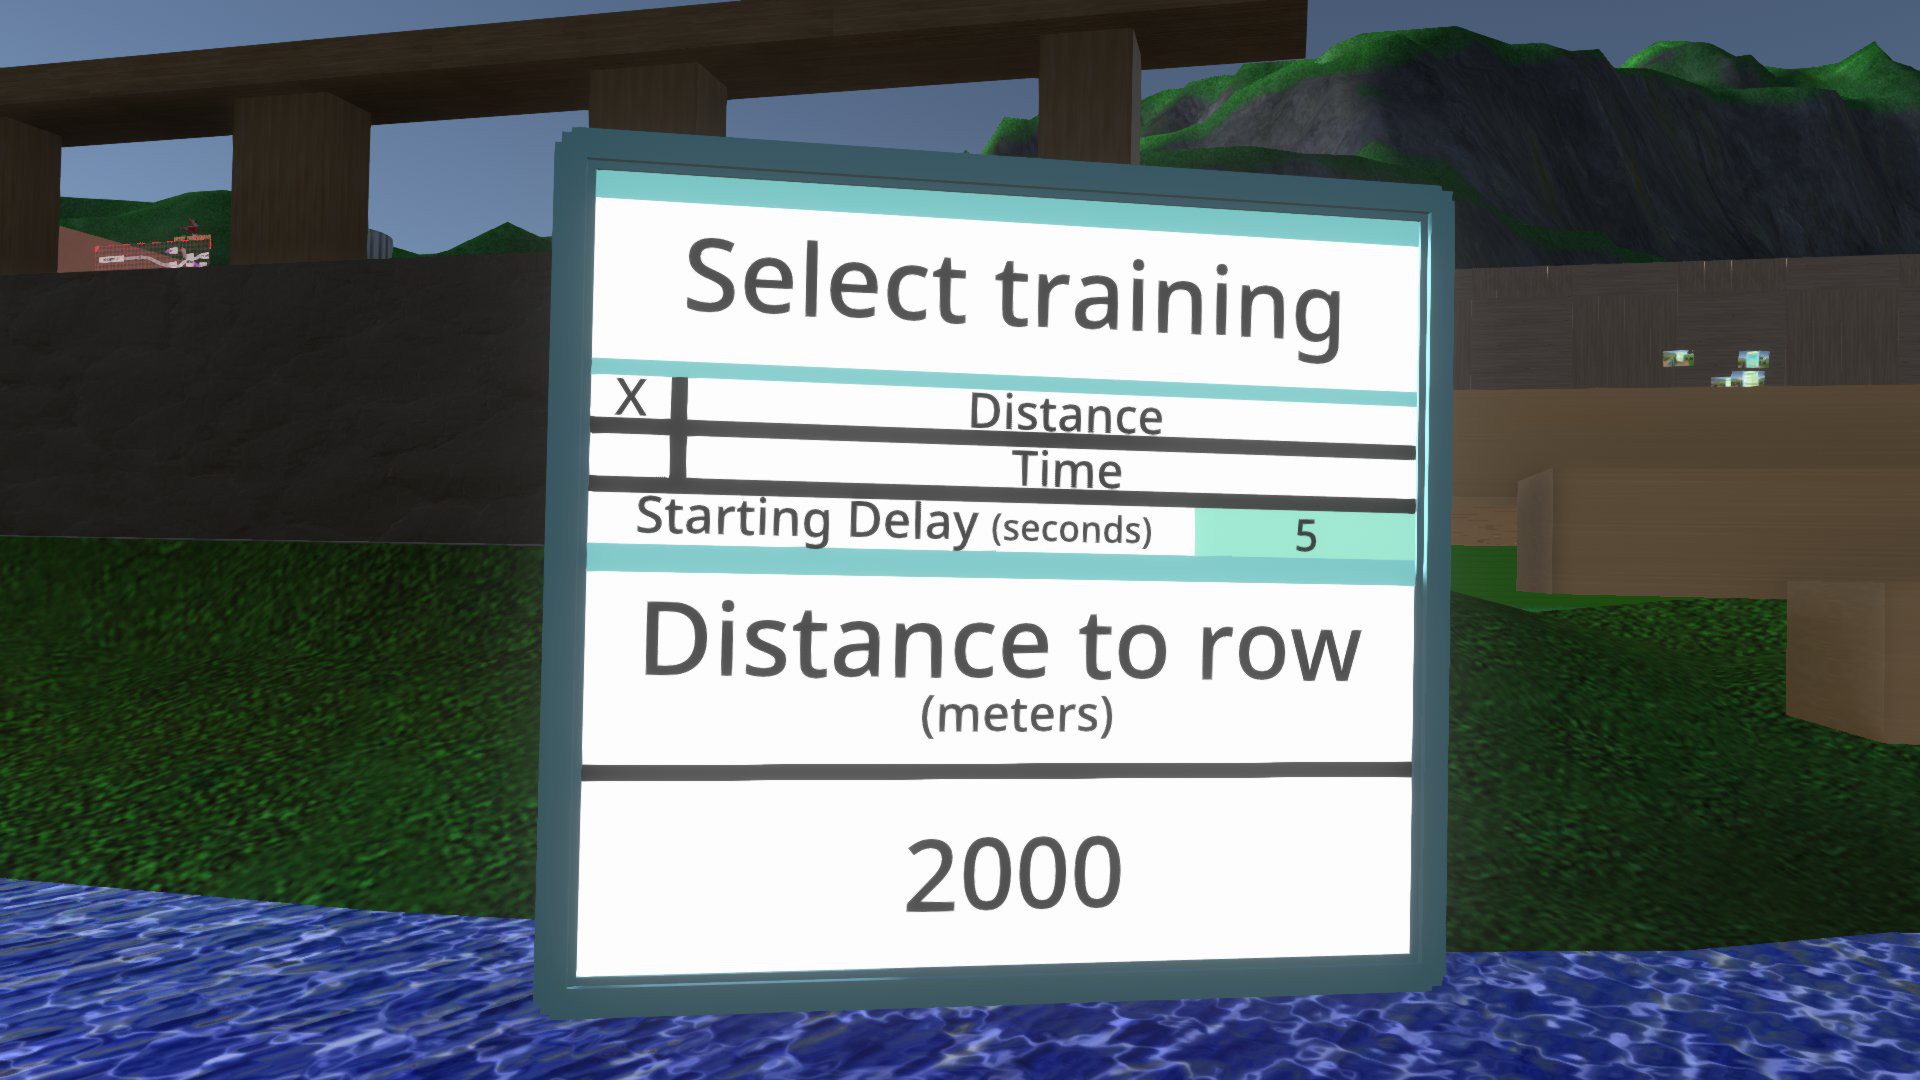 Select training
X Distance
Time
Starting Delay (seconds) 5
Distance to row
(meters)
2000